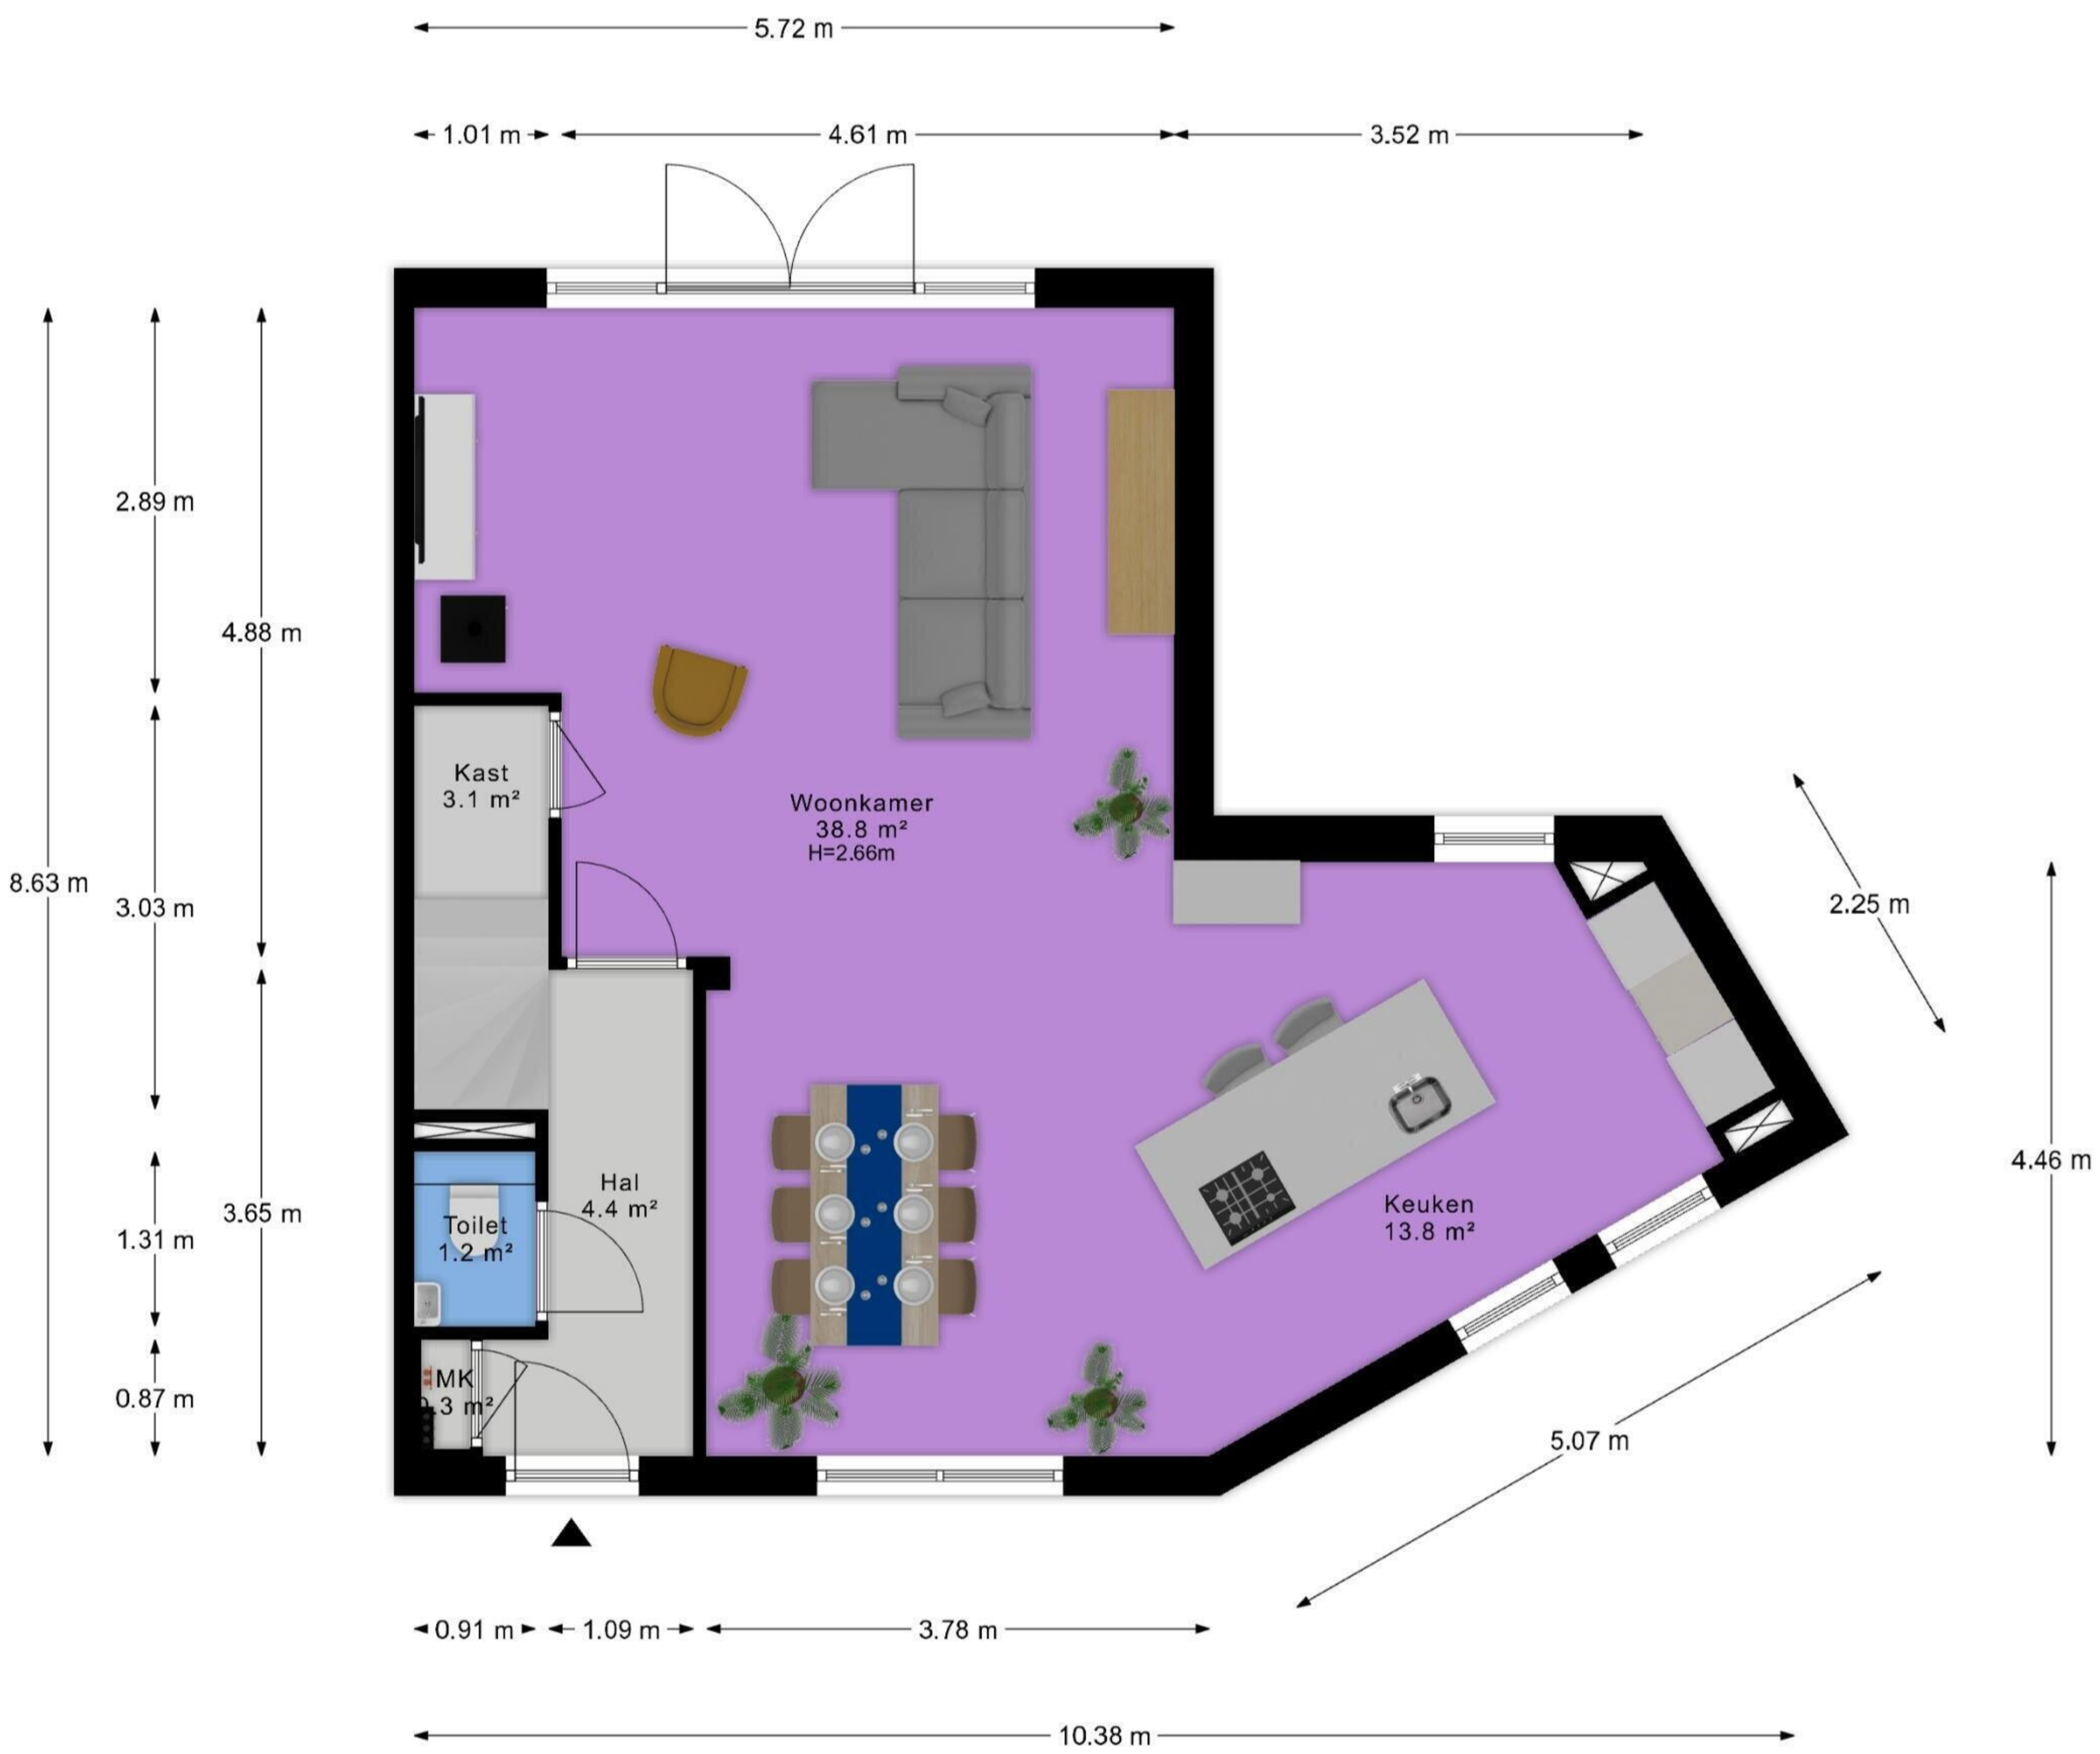 5.72 m
1.01 m
4.61 m
3.52 m
2.89 m
4.88 m
Kast
3.1 m²
Woonkamer
38.8 m²
H=2.66m
8.63 m
3.03 m
2.25 m
4.46 m
Hal
4.4 m²
Keuken
13.8 m²
3.65 m
Toilet
1.2 m²
1.31 m
MK
0.3 m²
0.87 m
5.07 m
0.91 m
1.09 m
3.78 m
10.38 m